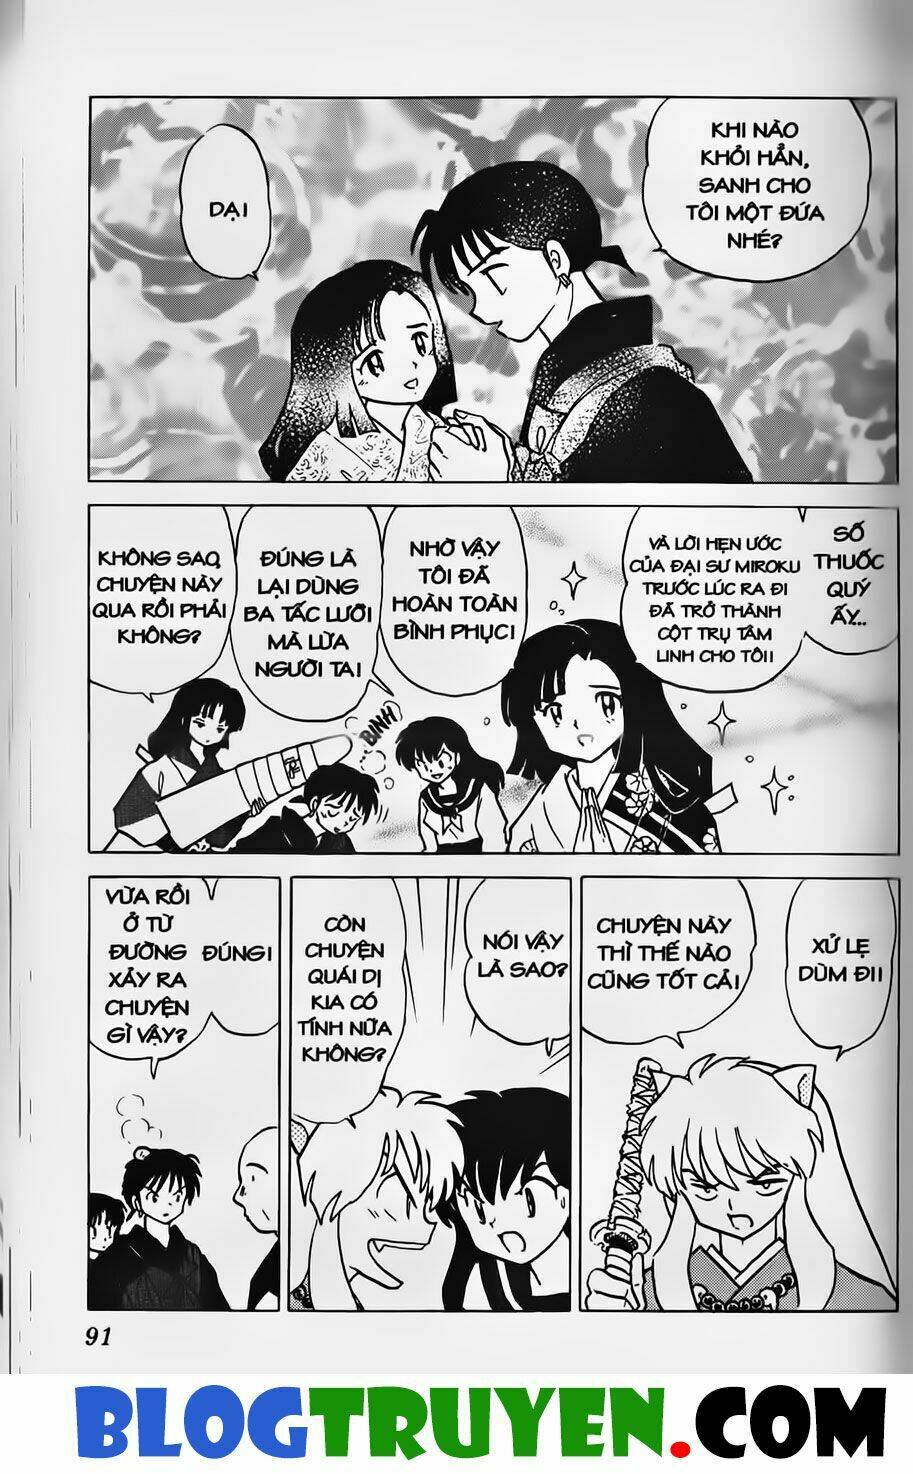 KHI NÀO
KHỎI HẲN,
SANH CHO
TÔI MỘT ĐỨA
NHÉ?
DẠ!
SỐ
THUỐC
QUÝ
ẤY...
VÀ LỜI HẸN ƯỚC
CỦA ĐẠI SƯ MIROKU
TRƯỚC LÚC RA ĐI
ĐÃ TRỞ THÀNH
CỘT TRỤ TÂM
LINH CHO TÔI!
NHỜ VẬY
TÔI ĐÃ
HOÀN TOÀN
BÌNH PHỤC!
ĐÚNG LÀ
LẠI DÙNG
BA TẤC LƯỠI
MÀ LỪA
NGƯỜI TA!
KHÔNG SAO,
CHUYỆN NÀY
QUA RỒI PHẢI
KHÔNG?
BINH
XỬ LẸ
DÙM ĐI!
CHUYỆN NÀY
THÌ THẾ NÀO
CŨNG TỐT CẢ!
NÓI VẬY
LÀ SAO?
CÒN
CHUYỆN
QUÁI DỊ
KIA CÓ
TÍNH NỮA
KHÔNG?
ĐÚNG!
VỪA RỒI
Ở TỪ
ĐƯỜNG
XẢY RA
CHUYỆN
GÌ VẬY?
91
BLOGTRUYEN.COM